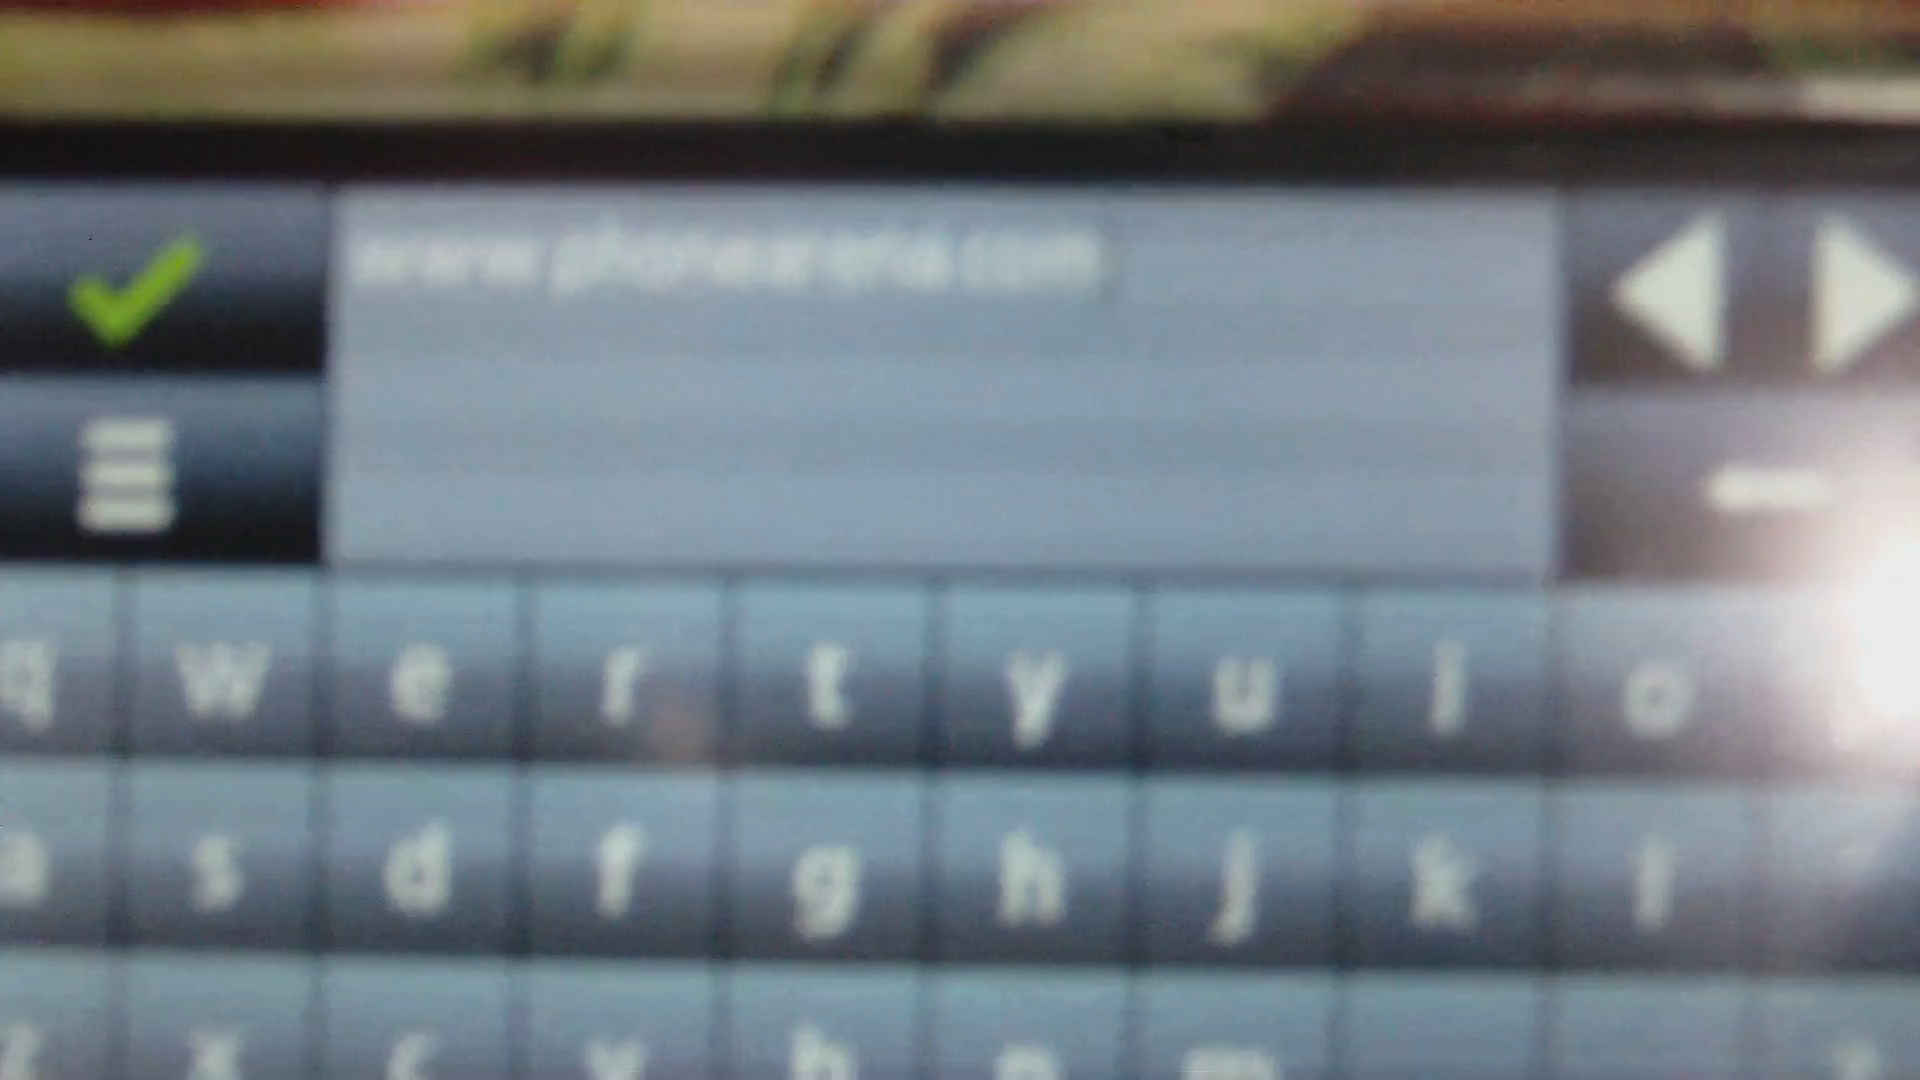 www.phonearena.com
q w e r t y u i o
a s d f g h j k l
z x c v b n m